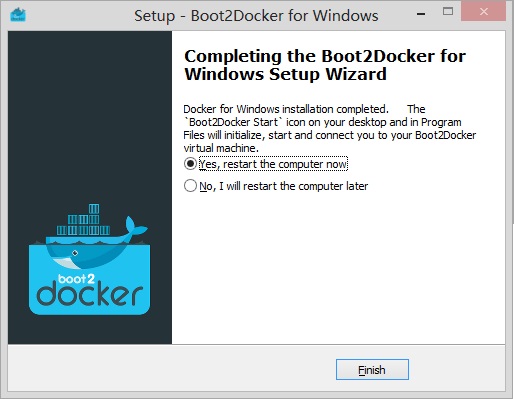 Setup - Boot2Docker for Windows
Completing the Boot2Docker for
Windows Setup Wizard
Docker for Windows installation completed. The
`Boot2Docker Start` icon on your desktop and in Program
Files will initialize, start and connect you to your Boot2Docker
virtual machine.
Yes, restart the computer now
No, I will restart the computer later
boot2
docker
Finish